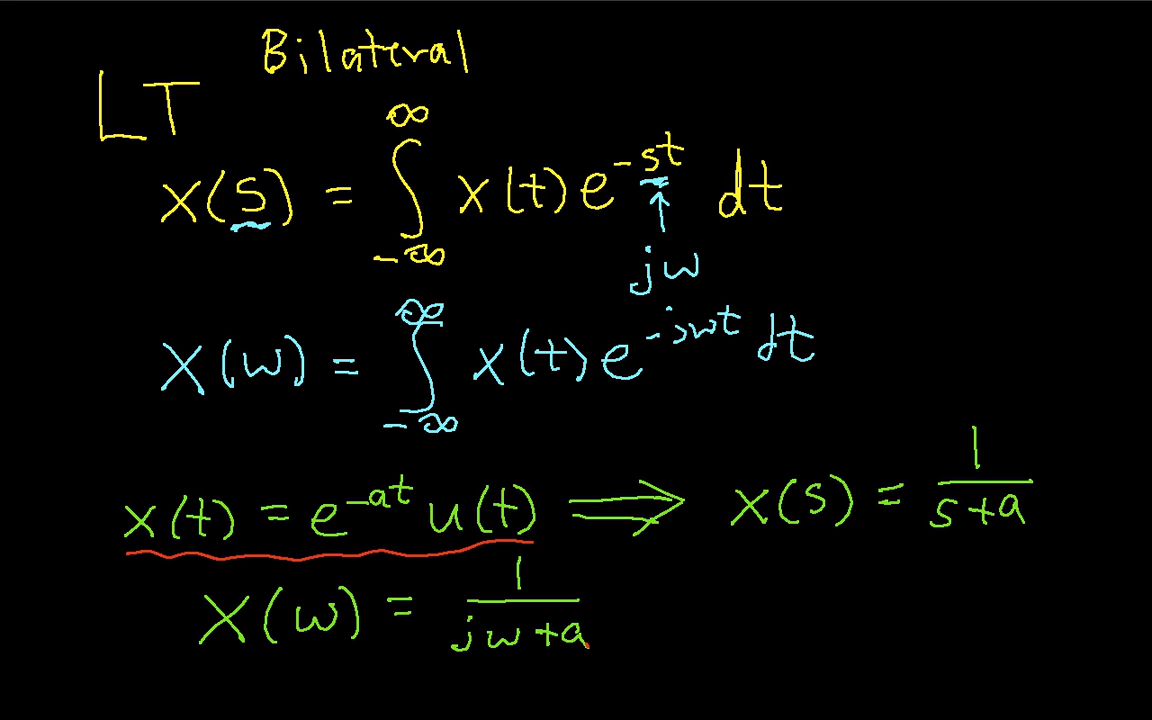 Bilateral
LT
X(s) = ∫_{-∞}^{∞} x(t) e^{-st} dt
↑
jw
X(w) = ∫_{-∞}^{∞} x(t) e^{-jwt} dt
x(t) = e^{-at} u(t) ⟹ X(s) = 1/(s+a)
X(w) = 1/(jw+a)